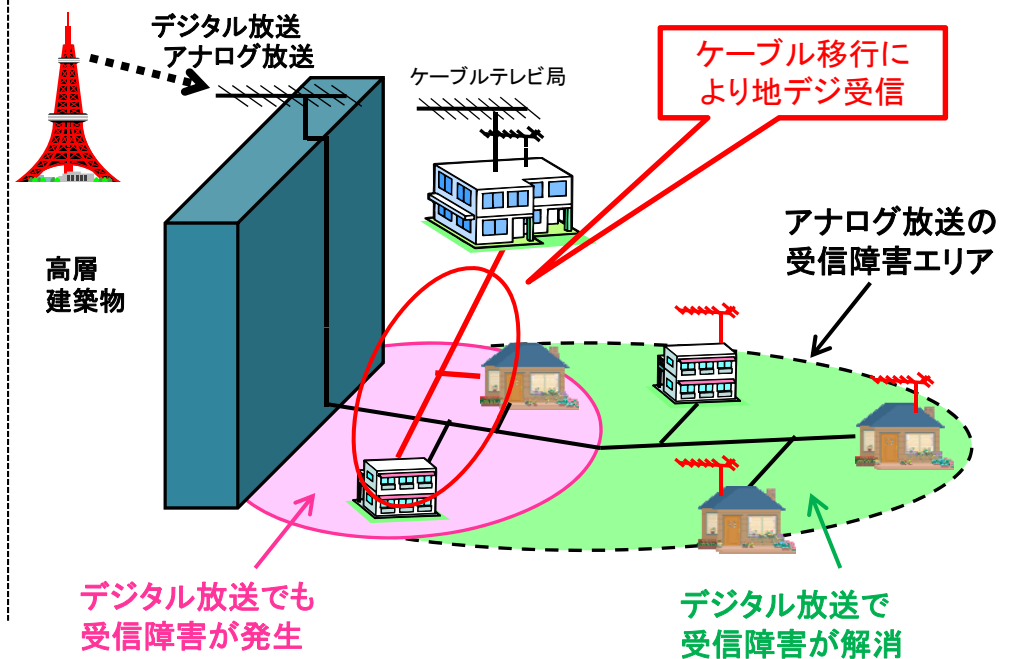 デジタル放送
アナログ放送
ケーブルテレビ局
ケーブル移行に
より地デジ受信
アナログ放送の
受信障害エリア
高層
建築物
デジタル放送でも
受信障害が発生
デジタル放送で
受信障害が解消